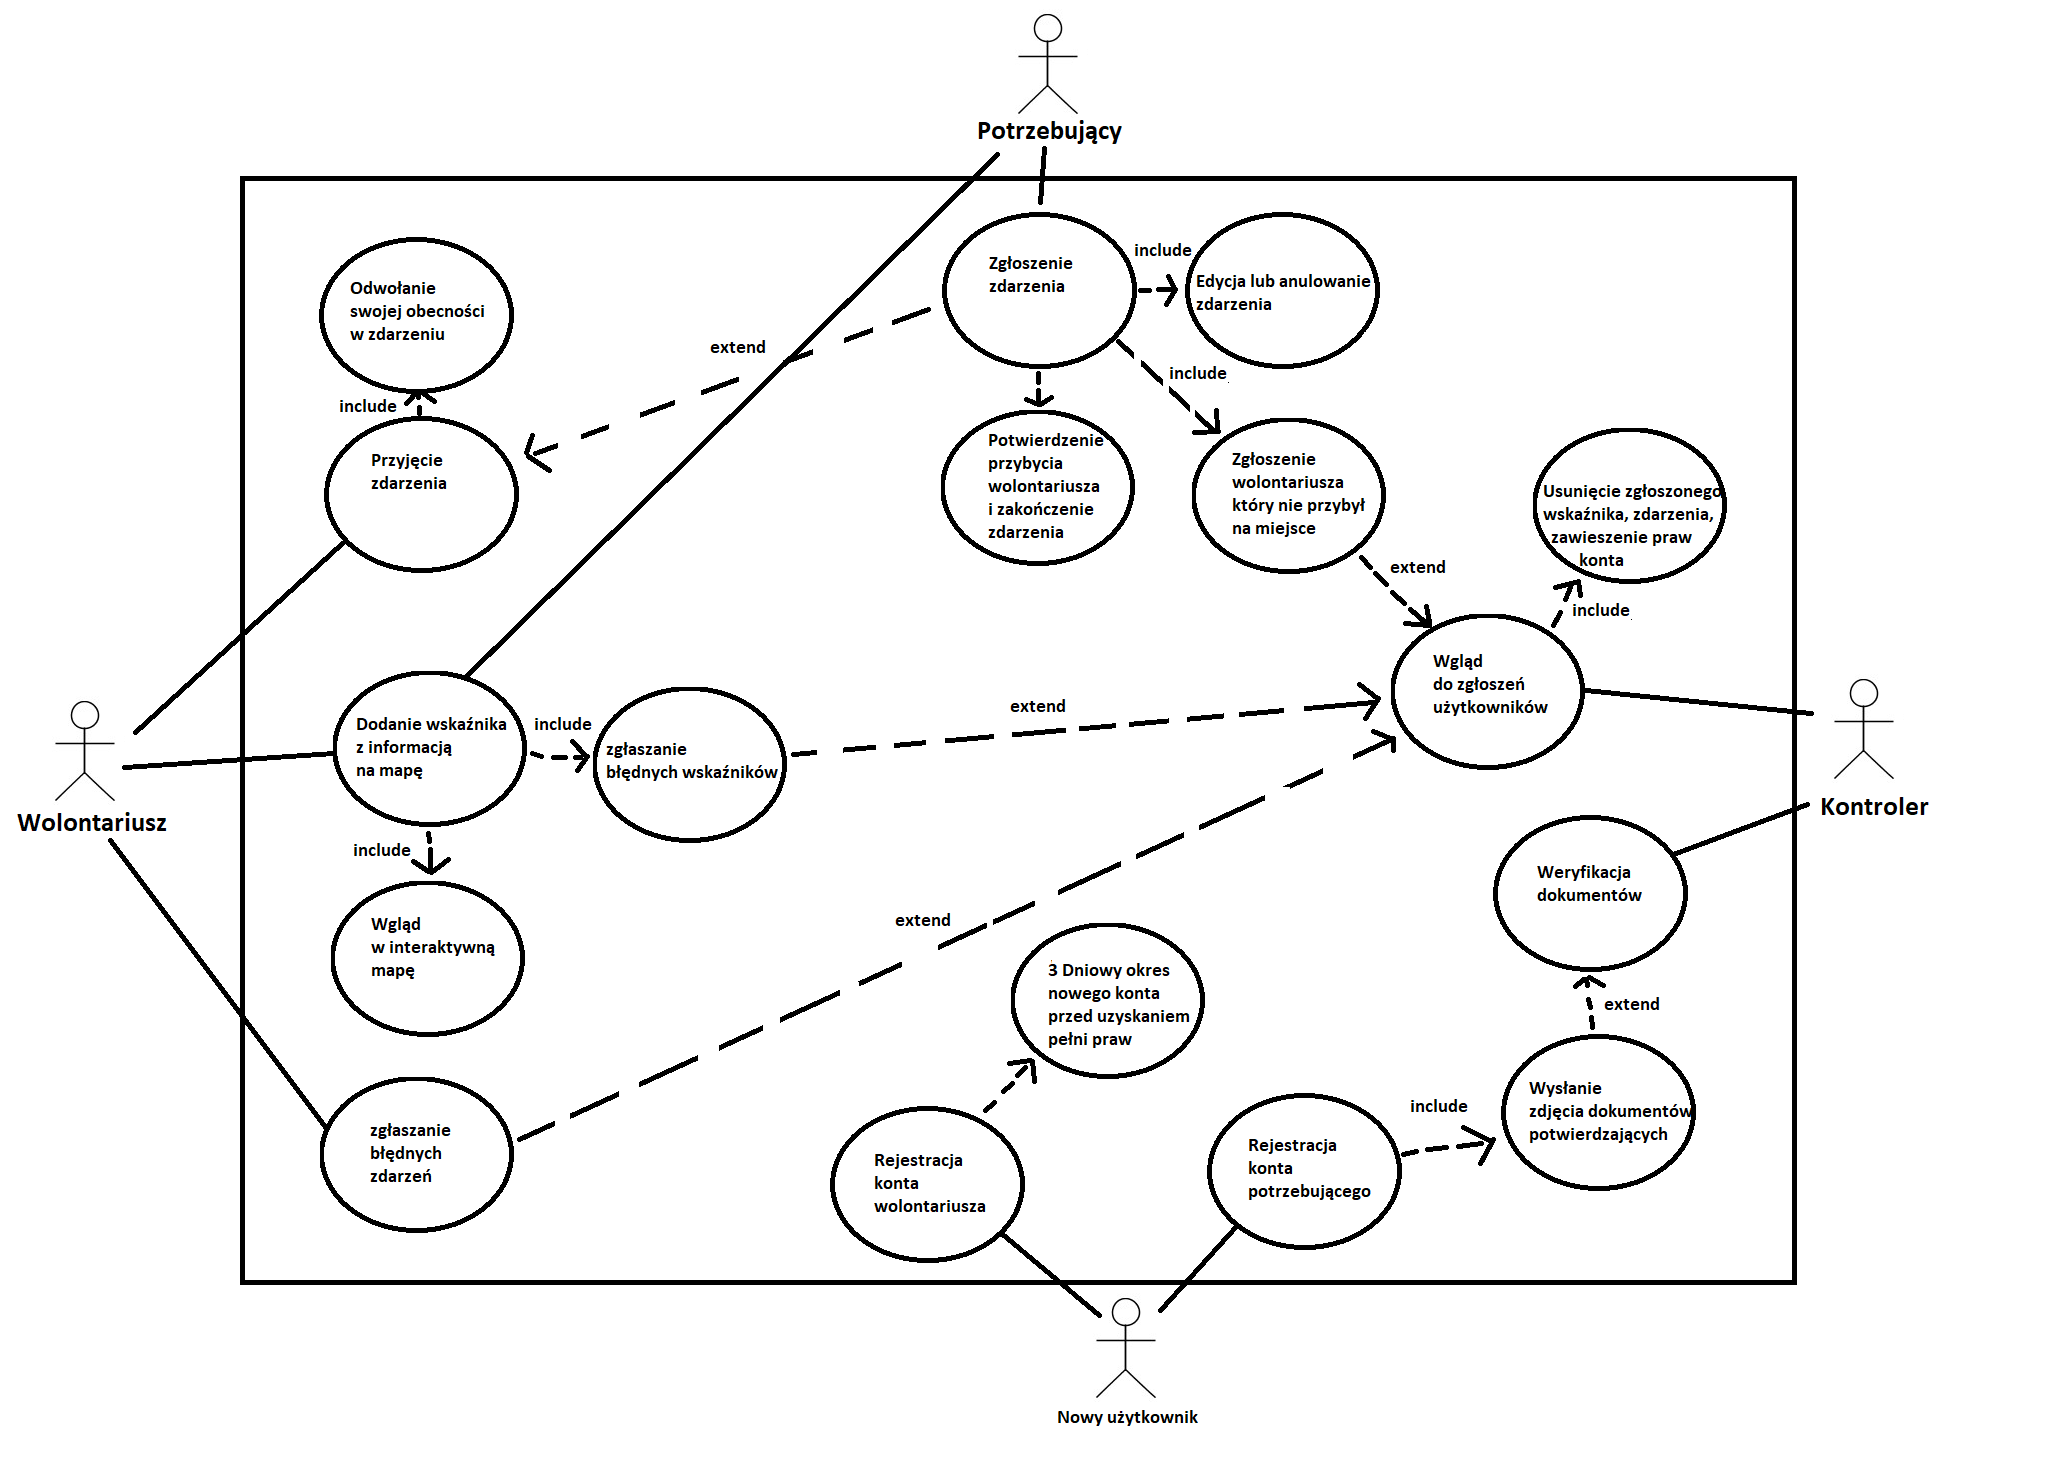 Potrzebujący
Zgłoszenie
zdarzenia
include
Edycja lub anulowanie
zdarzenia
Odwołanie
swojej obecności
w zdarzeniu
extend
include
include
Przyjęcie
zdarzenia
Potwierdzenie
przybycia
wolontariusza
i zakończenie
zdarzenia
Zgłoszenie
wolontariusza
który nie przybył
na miejsce
Usunięcie zgłoszonego
wskaźnika, zdarzenia,
zawieszenie praw
konta
extend
include
Wgląd
do zgłoszeń
użytkowników
Dodanie wskaźnika
z informacją
na mapę
include
zgłaszanie
błędnych wskaźników
extend
Wolontariusz
Kontroler
include
Weryfikacja
dokumentów
Wgląd
w interaktywną
mapę
extend
3 Dniowy okres
nowego konta
przed uzyskaniem
pełni praw
extend
Wysłanie
zdjęcia dokumentów
potwierdzających
include
zgłaszanie
błędnych
zdarzeń
Rejestracja
konta
wolontariusza
Rejestracja
konta
potrzebującego
Nowy użytkownik